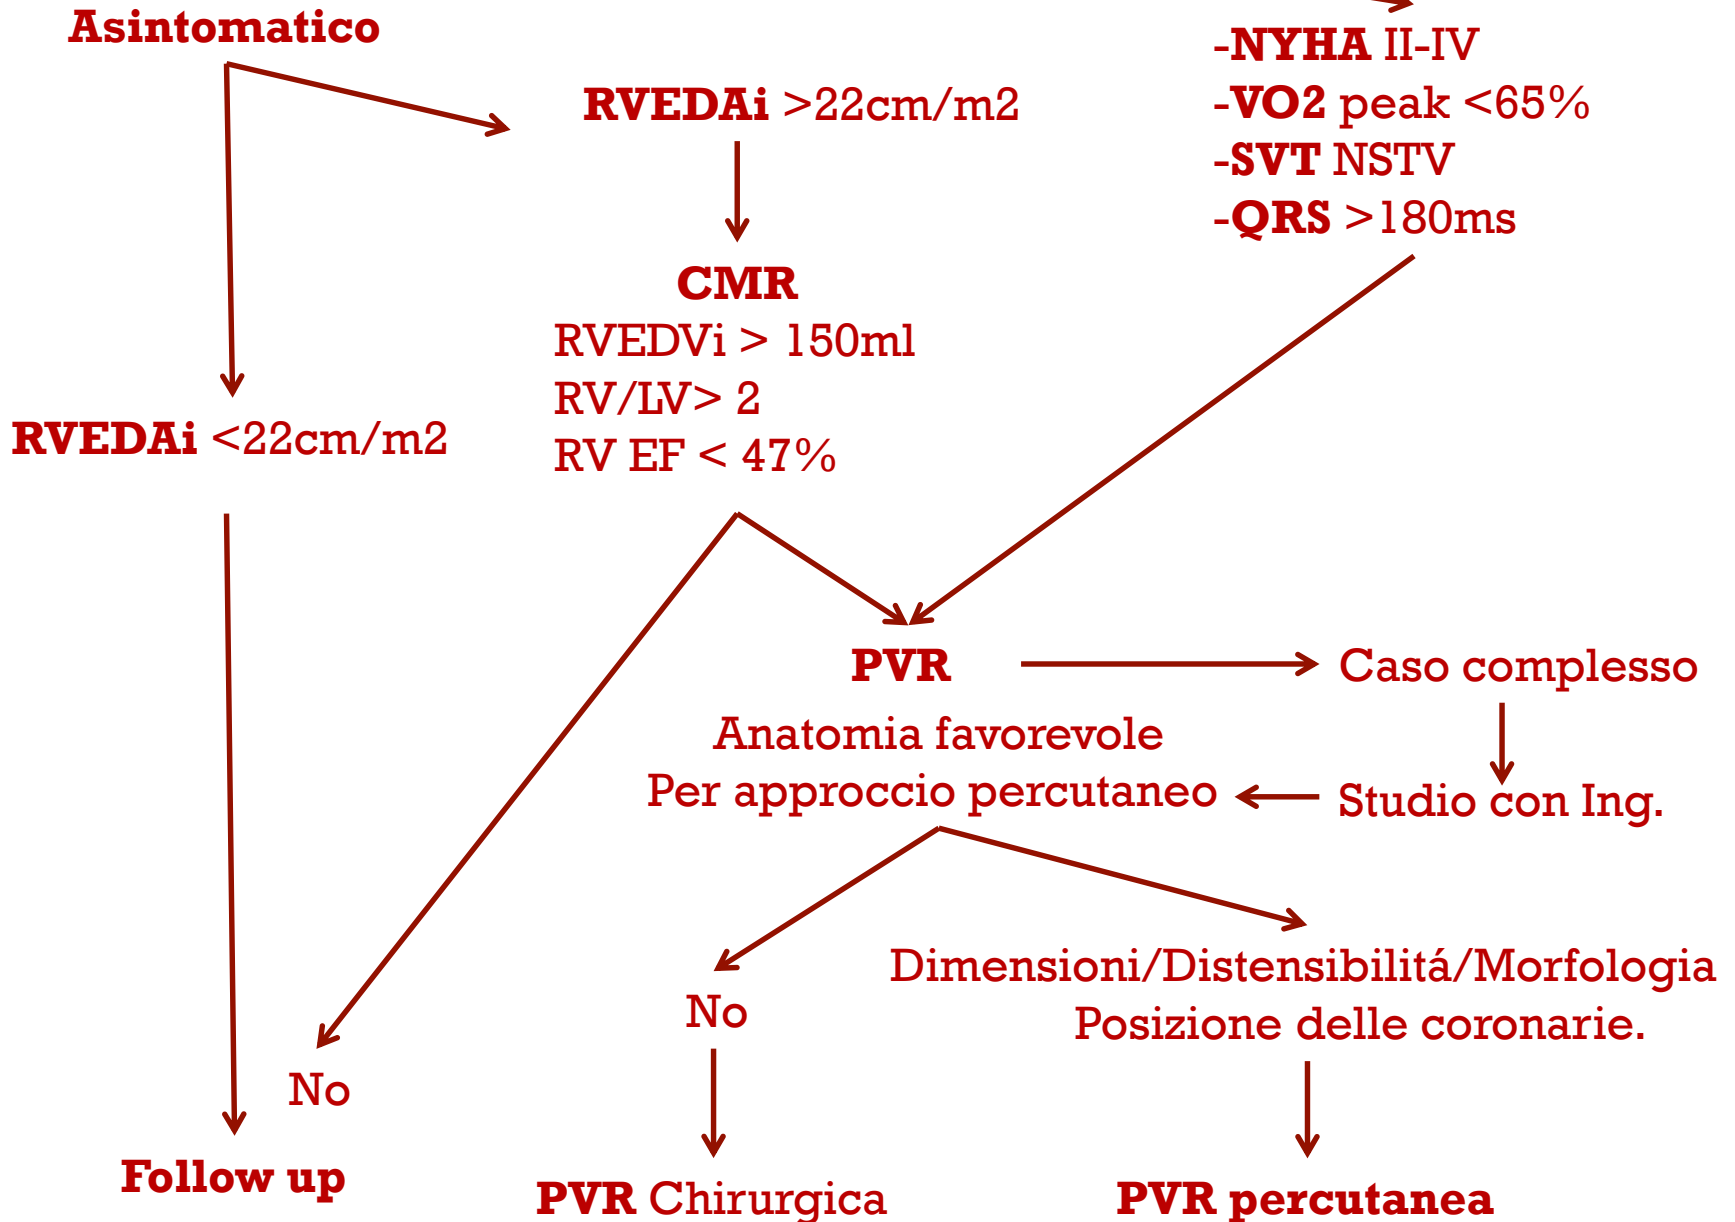 Asintomatico
-NYHA II-IV
-VO2 peak <65%
-SVT NSTV
-QRS >180ms
RVEDAi >22cm/m2
CMR
RVEDVi > 150ml
RV/LV> 2
RV EF < 47%
RVEDAi <22cm/m2
PVR
Caso complesso
Anatomia favorevole
Per approccio percutaneo
Studio con Ing.
Dimensioni/Distensibilitá/Morfologia
Posizione delle coronarie.
No
No
Follow up
PVR Chirurgica
PVR percutanea